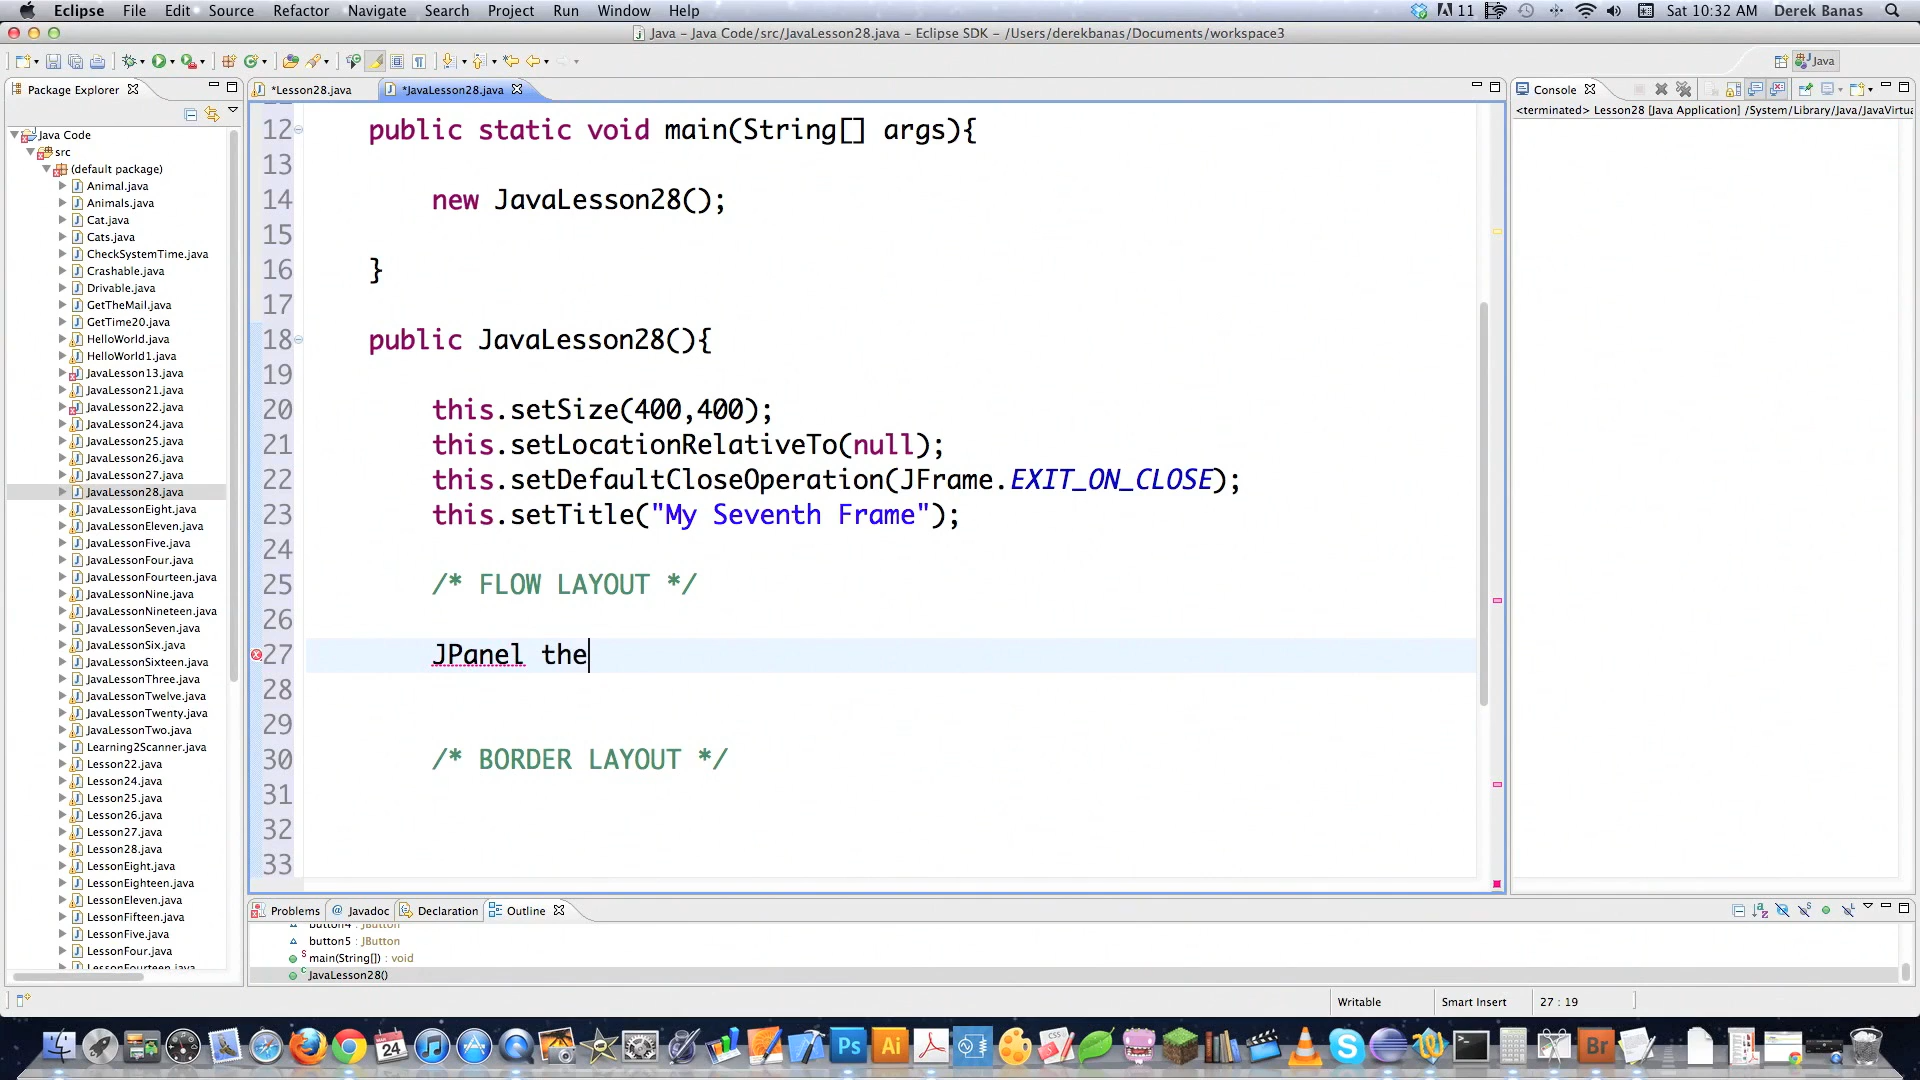 Eclipse File Edit Source Refactor Navigate Search Project Run Window Help
11 Sat 10:32 AM Derek Banas
Java – Java Code/src/JavaLesson28.java – Eclipse SDK – /Users/derekbanas/Documents/workspace3
Java
Package Explorer
*Lesson28.java
*JavaLesson28.java
Console
<terminated> Lesson28 [Java Application] /System/Library/Java/JavaVirtua
Java Code
src
(default package)
Animal.java
Animals.java
Cat.java
Cats.java
CheckSystemTime.java
Crashable.java
Drivable.java
GetTheMail.java
GetTime20.java
HelloWorld.java
HelloWorld1.java
JavaLesson13.java
JavaLesson21.java
JavaLesson22.java
JavaLesson24.java
JavaLesson25.java
JavaLesson26.java
JavaLesson27.java
JavaLesson28.java
JavaLessonEight.java
JavaLessonEleven.java
JavaLessonFive.java
JavaLessonFour.java
JavaLessonFourteen.java
JavaLessonNine.java
JavaLessonNineteen.java
JavaLessonSeven.java
JavaLessonSix.java
JavaLessonSixteen.java
JavaLessonThree.java
JavaLessonTwelve.java
JavaLessonTwenty.java
JavaLessonTwo.java
Learning2Scanner.java
Lesson22.java
Lesson24.java
Lesson25.java
Lesson26.java
Lesson27.java
Lesson28.java
LessonEight.java
LessonEighteen.java
LessonEleven.java
LessonFifteen.java
LessonFive.java
LessonFour.java
LessonFourteen.java
12 public static void main(String[] args){
13
14 new JavaLesson28();
15
16 }
17
18 public JavaLesson28(){
19
20 this.setSize(400,400);
21 this.setLocationRelativeTo(null);
22 this.setDefaultCloseOperation(JFrame.EXIT_ON_CLOSE);
23 this.setTitle("My Seventh Frame");
24
25 /* FLOW LAYOUT */
26
27 JPanel the
28
29
30 /* BORDER LAYOUT */
31
32
33
Problems @ Javadoc Declaration Outline
button4 : JButton
button5 : JButton
main(String[]) : void
JavaLesson28()
Writable Smart Insert 27 : 19
24 Ps Ai Br